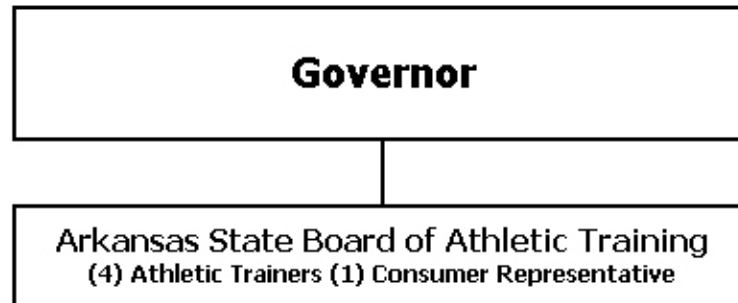 Governor
Arkansas State Board of Athletic Training
(4) Athletic Trainers (1) Consumer Representative